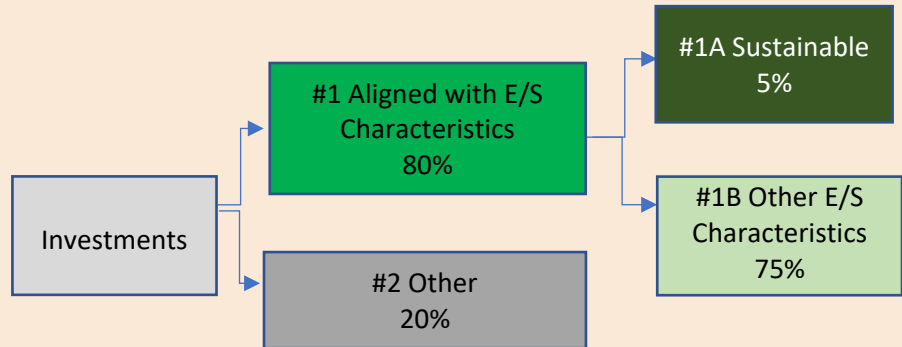 Investments
#1 Aligned with E/S
Characteristics
80%
#2 Other
20%
#1A Sustainable
5%
#1B Other E/S
Characteristics
75%